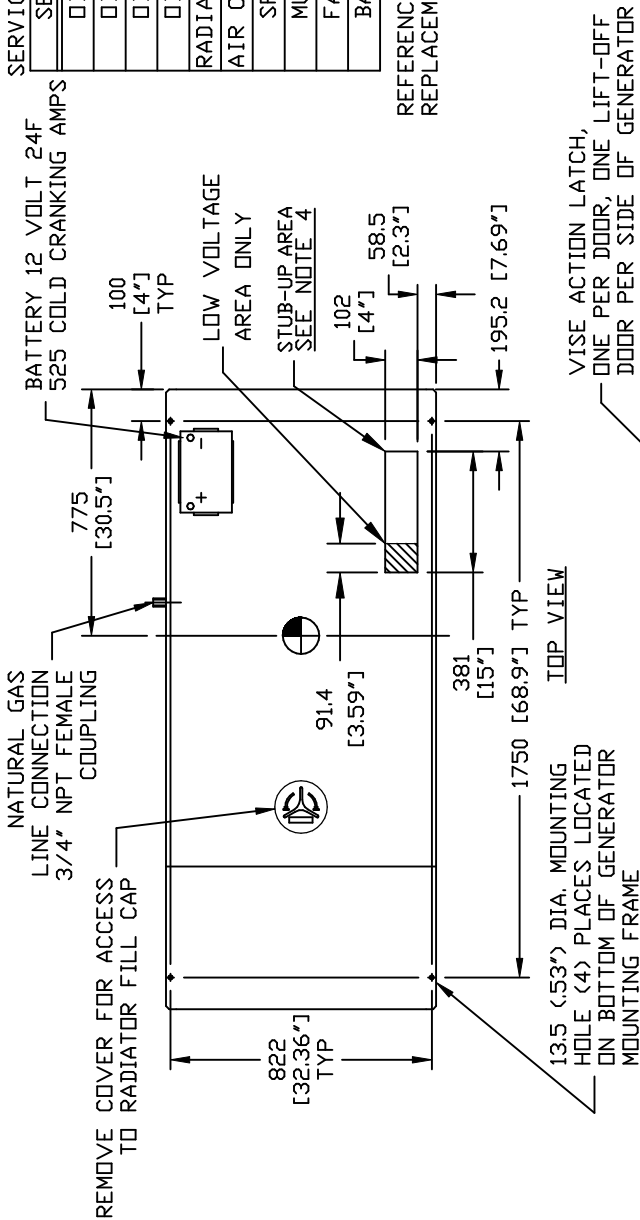 NATURAL GAS
LINE CONNECTION
3/4" NPT FEMALE
COUPLING
REMOVE COVER FOR ACCESS
TO RADIATOR FILL CAP
775
[30.5"]
BATTERY 12 VOLT 24F
525 COLD CRANKING AMPS
100
[4"]
TYP
LOW VOLTAGE
AREA ONLY
STUB-UP AREA
SEE NOTE 4
102
[4"]
58.5
[2.3"]
195.2 [7.69"]
+
-
91.4
[3.59"]
381
[15"]
1750 [68.9"] TYP
822
[32.36"]
TYP
TOP VIEW
13.5 (.53") DIA. MOUNTING
HOLE (4) PLACES LOCATED
ON BOTTOM OF GENERATOR
MOUNTING FRAME
VISE ACTION LATCH,
ONE PER DOOR, ONE LIFT-OFF
DOOR PER SIDE OF GENERATOR
SERVIC
SE
RADIA
AIR C
SP
MU
FA
BA
REFERENC
REPLACEM